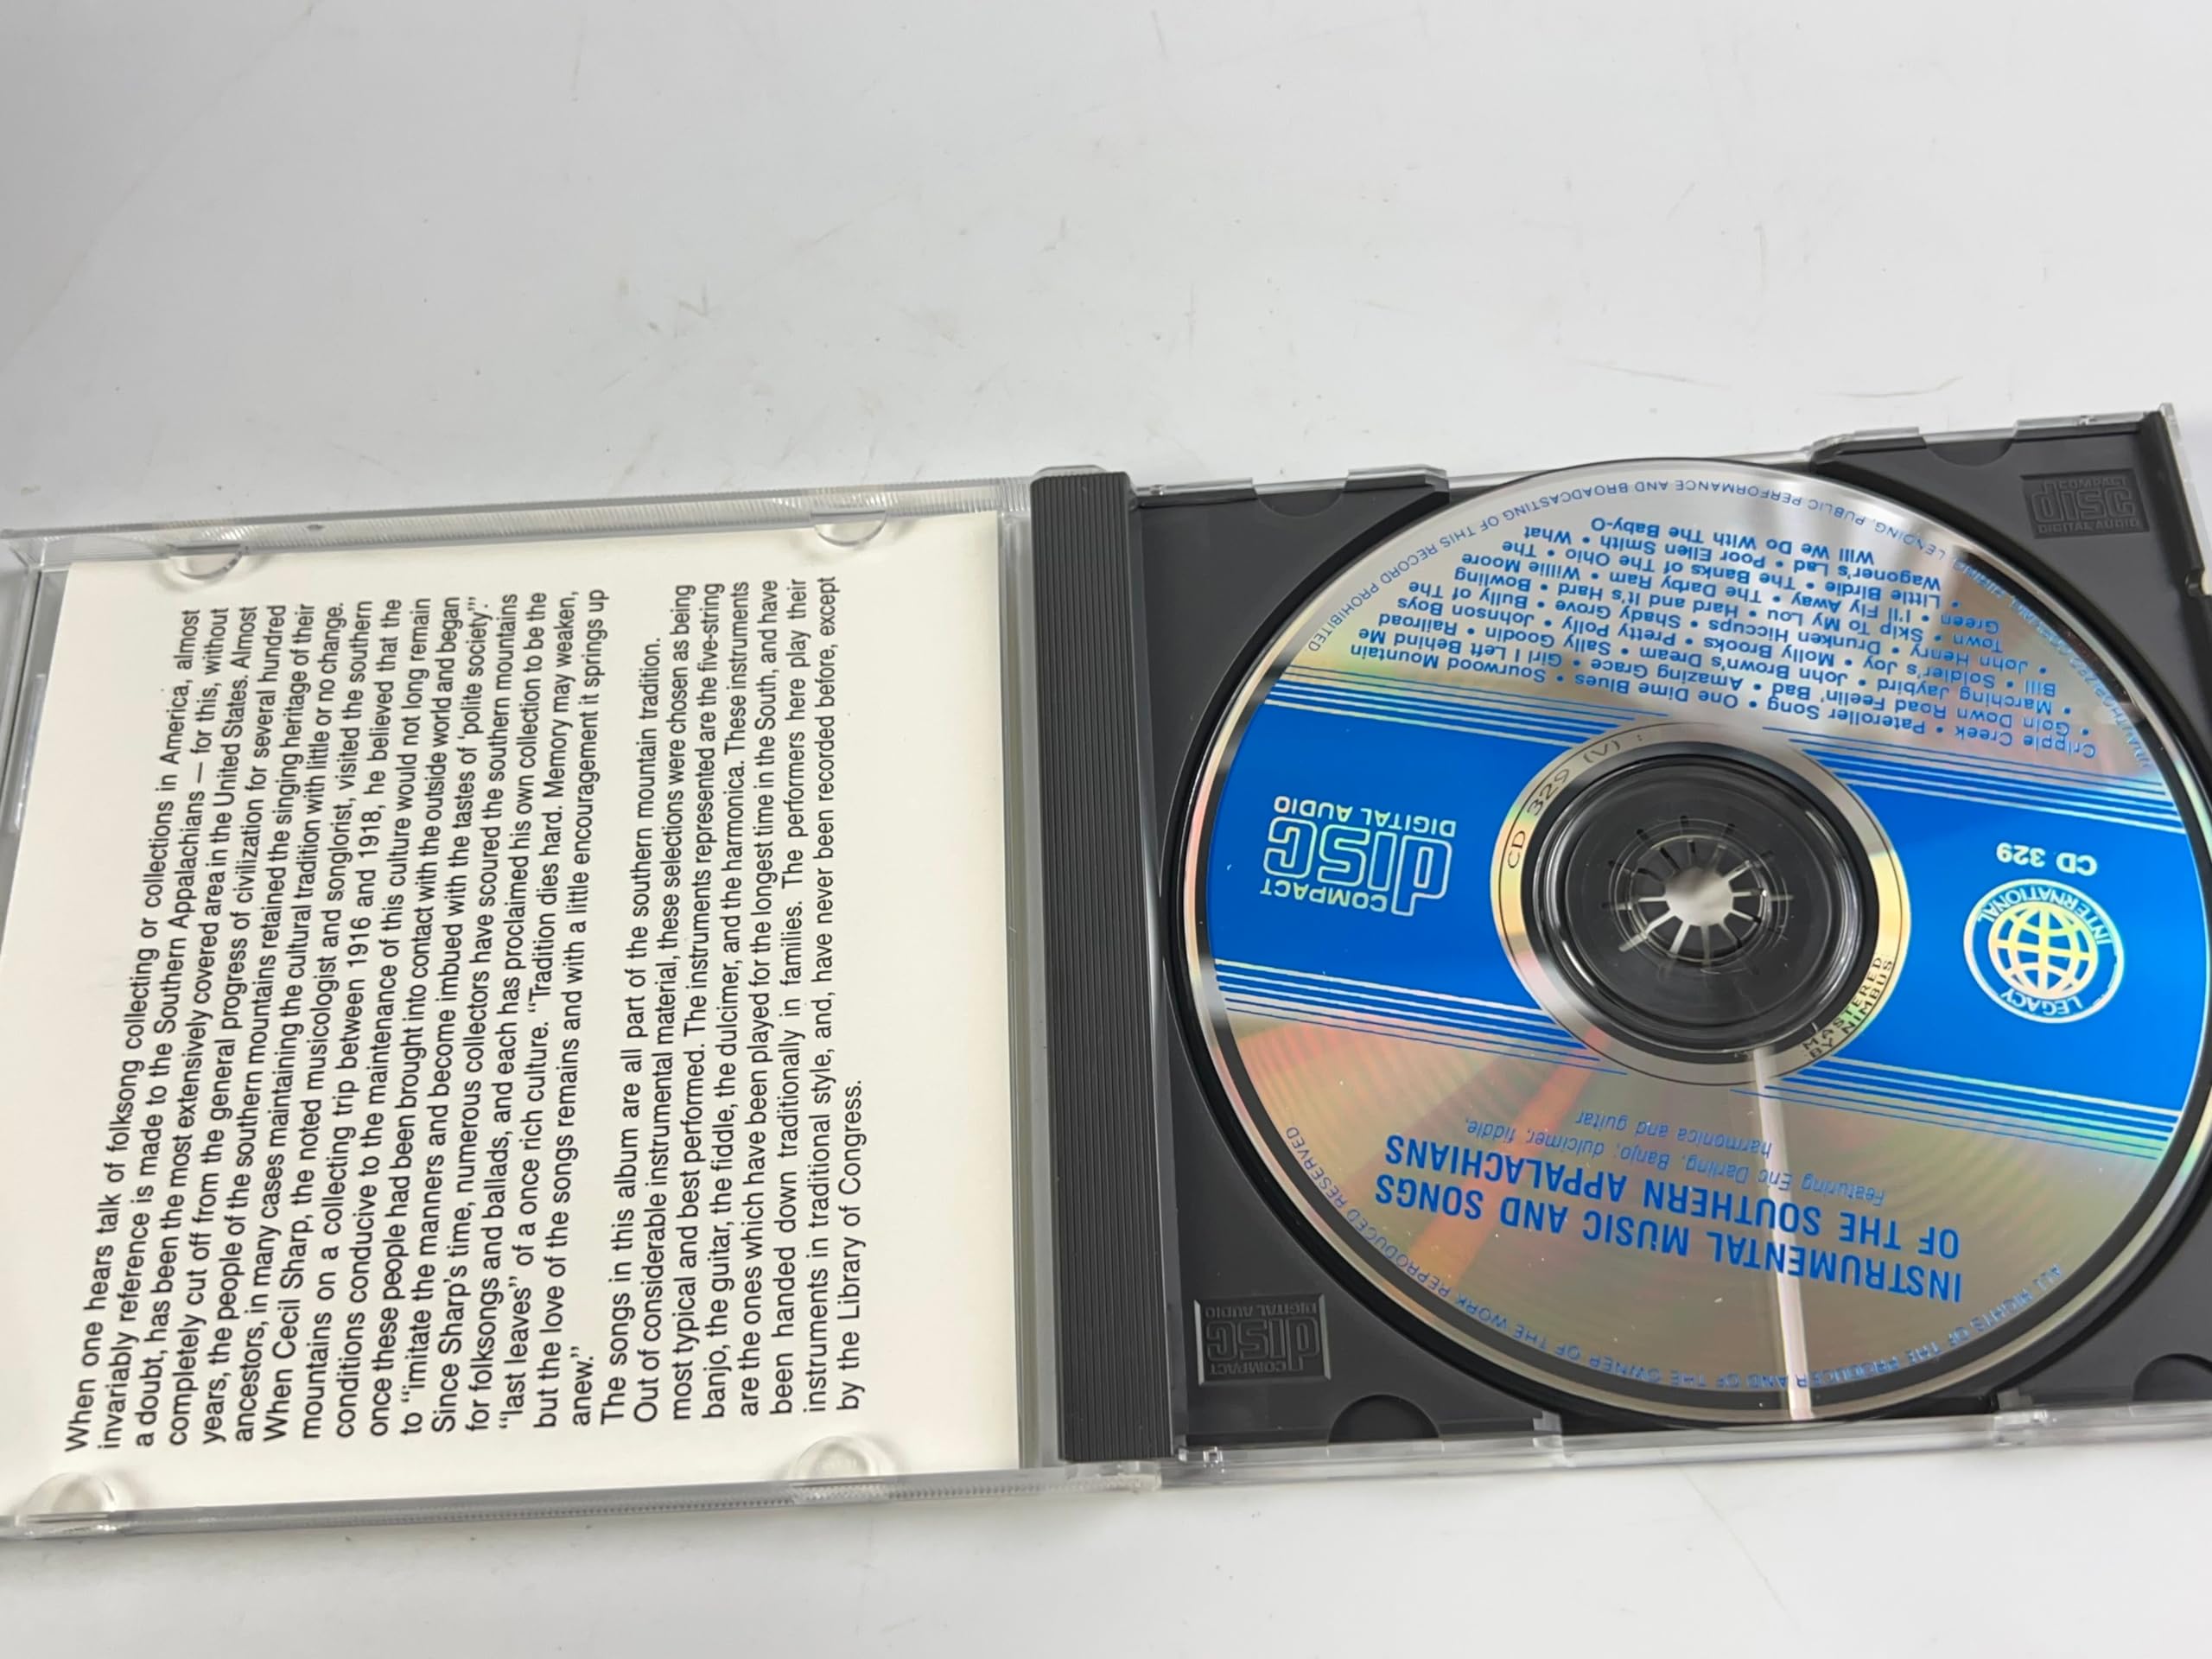 When one hears talk of folksong collecting or collections in America, almost
invariably reference is made to the Southern Appalachians — for this, without
a doubt, has been the most extensively covered area in the United States. Almost
completely cut off from the general progress of civilization for several hundred
years, the people of the southern mountains retained the singing heritage of their
ancestors, in many cases maintaining the cultural tradition with little or no change.
When Cecil Sharp, the noted musicologist and songlorist, visited the southern
mountains on a collecting trip between 1916 and 1918, he believed that the
conditions conducive to the maintenance of this culture would not long remain
once these people had been brought into contact with the outside world and began
to "imitate the manners and become imbued with the tastes of 'polite society'."
Since Sharp's time, numerous collectors have scoured the southern mountains
for folksongs and ballads, and each has proclaimed his own collection to be the
"last leaves" of a once rich culture. "Tradition dies hard. Memory may weaken,
but the love of the songs remains and with a little encouragement it springs up
anew."
The songs in this album are all part of the southern mountain tradition.
Out of considerable instrumental material, these selections were chosen as being
most typical and best performed. The instruments represented are the five-string
banjo, the guitar, the fiddle, the dulcimer, and the harmonica. These instruments
are the ones which have been played for the longest time in the South, and have
been handed down traditionally in families. The performers here play their
instruments in traditional style, and, have never been recorded before, except
by the Library of Congress.
INSTRUMENTAL MUSIC AND SONGS
OF THE SOUTHERN APPALACHIANS
Featuring Eric Darling, Banjo, dulcimer, fiddle,
harmonica and guitar
LEGACY INTERNATIONAL
CD 329
COMPACT
disc
DIGITAL AUDIO
CD 329 (V) :
MASTERED
BY NIMBUS
Cripple Creek • Pateroller Song • One Dime Blues • Sourwood Mountain
• Goin Down Road Feelin' Bad • Amazing Grace • Girl I Left Behind Me
• Marching Jaybird • John Brown's Dream • Sally Goodin • Railroad
Bill • Soldier's Joy • Molly Brooks • Pretty Polly • Johnson Boys
• John Henry • Drunken Hiccups • Shady Grove • Bully of The
Town • Skip To My Lou • Hard and It's Hard • Bowling
Green • I'll Fly Away • The Darby Ram • Willie Moore
• Little Birdie • The Banks of The Ohio • The
Wagoner's Lad • Poor Ellen Smith • What
Will We Do With The Baby-O
ALL RIGHTS OF THE PRODUCER AND OF THE OWNER OF THE WORK REPRODUCED RESERVED
LENDING, PUBLIC PERFORMANCE AND BROADCASTING OF THIS RECORD PROHIBITED
COMPACT
disc
DIGITAL AUDIO
COMPACT
disc
DIGITAL AUDIO